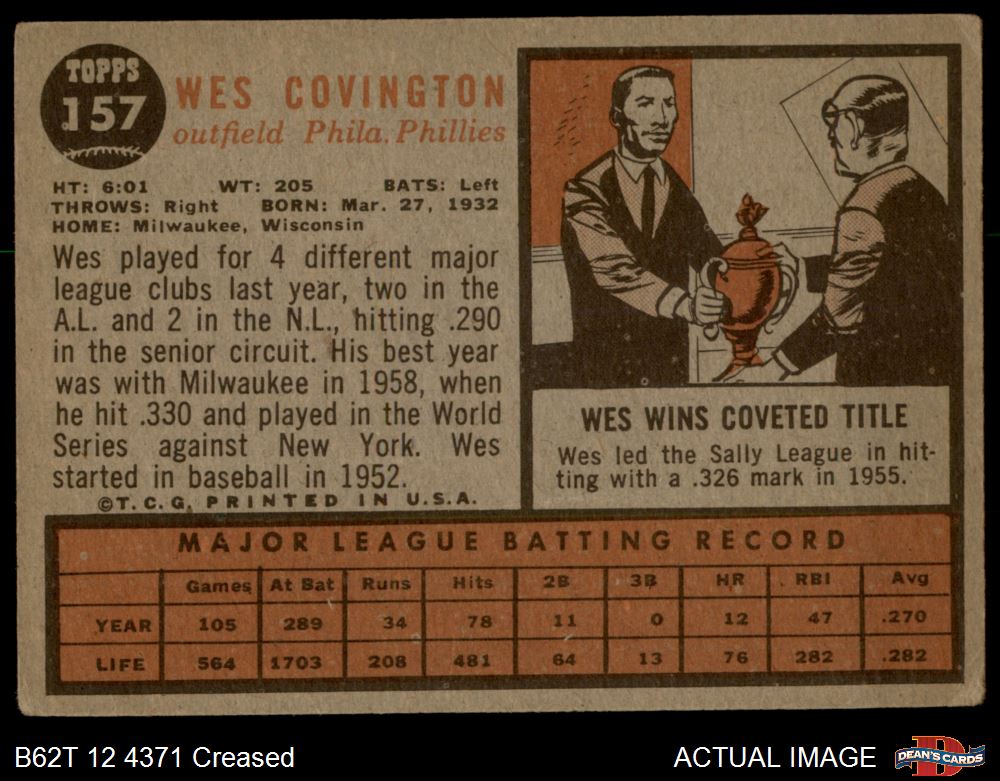 TOPPS
157
WES COVINGTON
outfield Phila. Phillies
HT: 6:01 WT: 205 BATS: Left
THROWS: Right BORN: Mar. 27, 1932
HOME: Milwaukee, Wisconsin
Wes played for 4 different major
league clubs last year, two in the
A.L. and 2 in the N.L., hitting .290
in the senior circuit. His best year
was with Milwaukee in 1958, when
he hit .330 and played in the World
Series against New York. Wes
started in baseball in 1952.
©T.C.G. PRINTED IN U.S.A.
WES WINS COVETED TITLE
Wes led the Sally League in hit-
ting with a .326 mark in 1955.
MAJOR LEAGUE BATTING RECORD
Games At Bat Runs Hits 2B 3B HR RBI Avg
YEAR 105 289 34 78 11 0 12 47 .270
LIFE 564 1703 208 481 64 13 76 282 .282
B62T 12 4371 Creased
ACTUAL IMAGE
D
DEAN'S CARDS